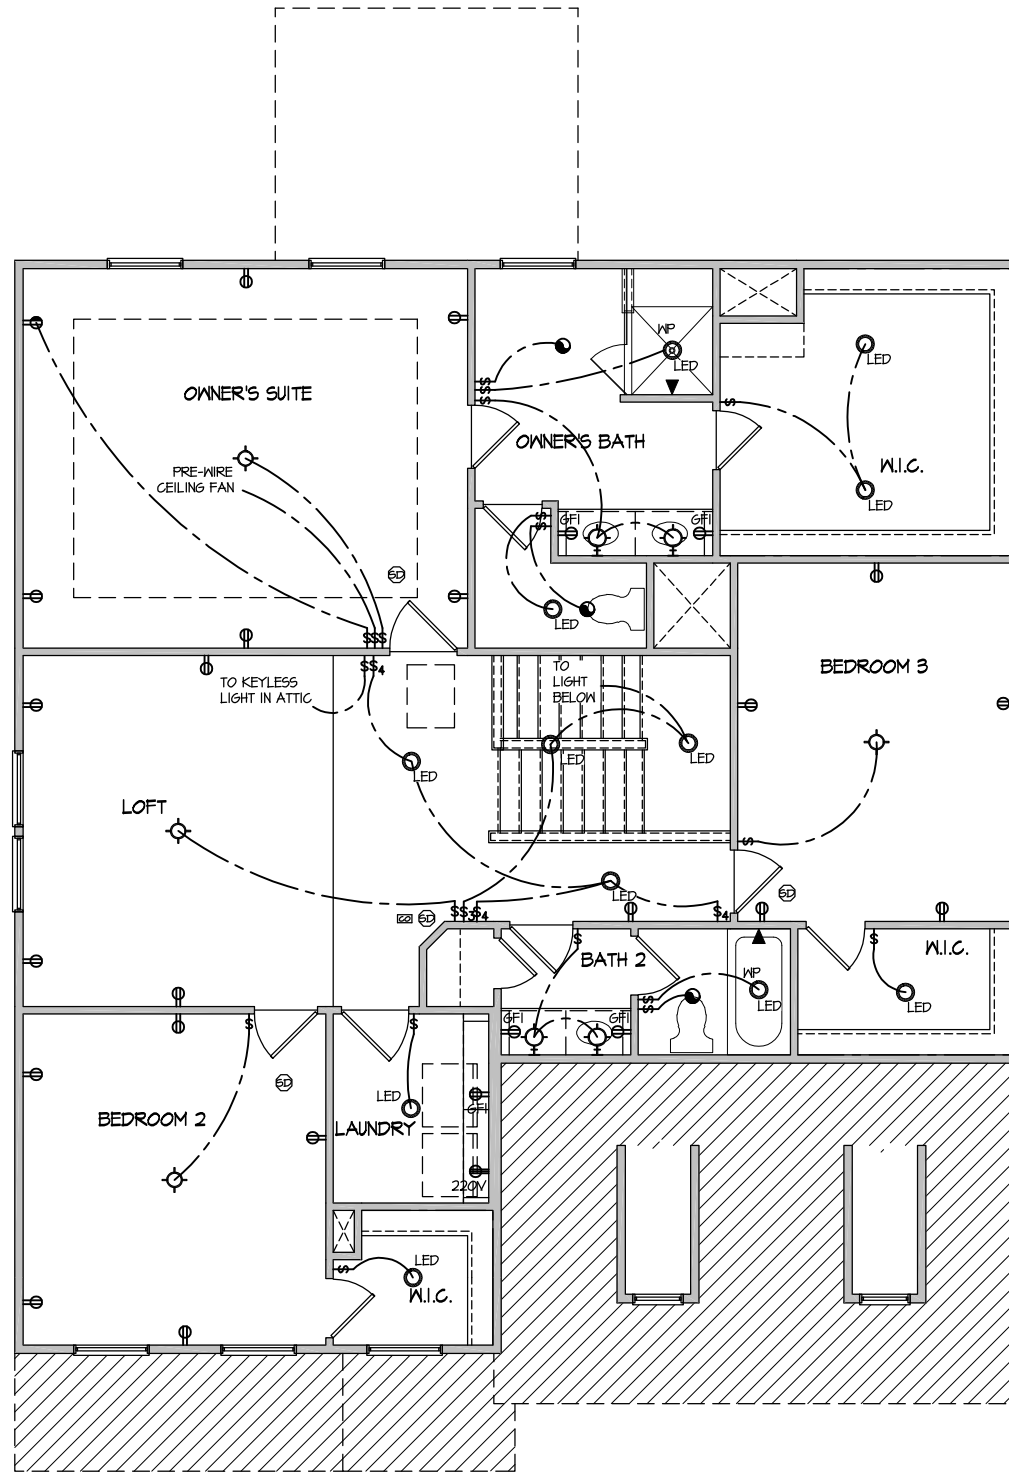 WP
LED
LED
OWNER'S SUITE
OWNER'S BATH
PRE-WIRE
CEILING FAN
W.I.C.
LED
GFI
GFI
SD
LED
TO KEYLESS
LIGHT IN ATTIC
TO
LIGHT
BELOW
BEDROOM 3
$$$
$$4
LED
LED
LED
LOFT
LED
SD
$$3$4
$4
SD
BATH 2
W.I.C.
WP
LED
LED
GFI
GFI
SD
BEDROOM 2
LED
GFI
LAUNDRY
220V
LED
W.I.C.